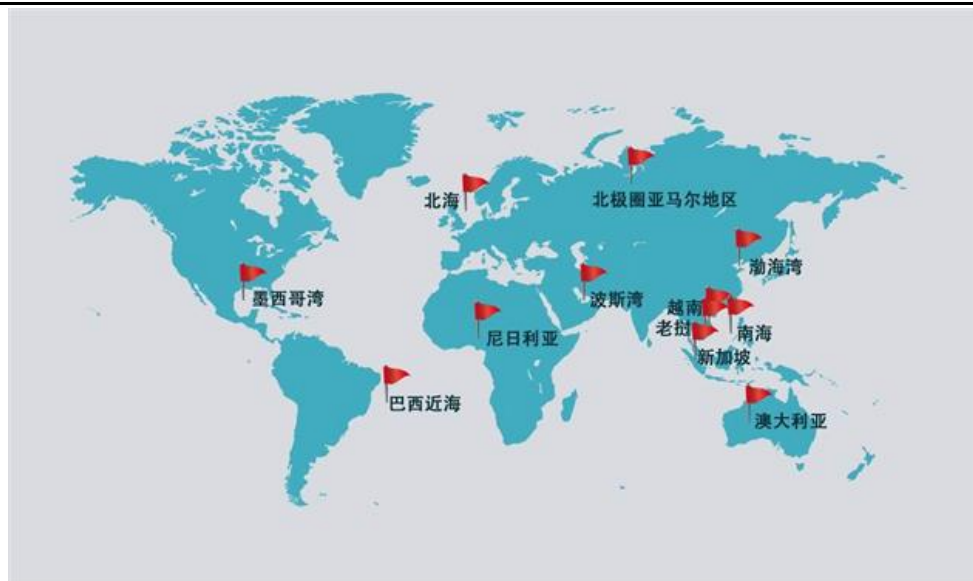 北海
北极圈亚马尔地区
渤海湾
墨西哥湾
波斯湾
越南
老挝
南海
尼日利亚
新加坡
巴西近海
澳大利亚